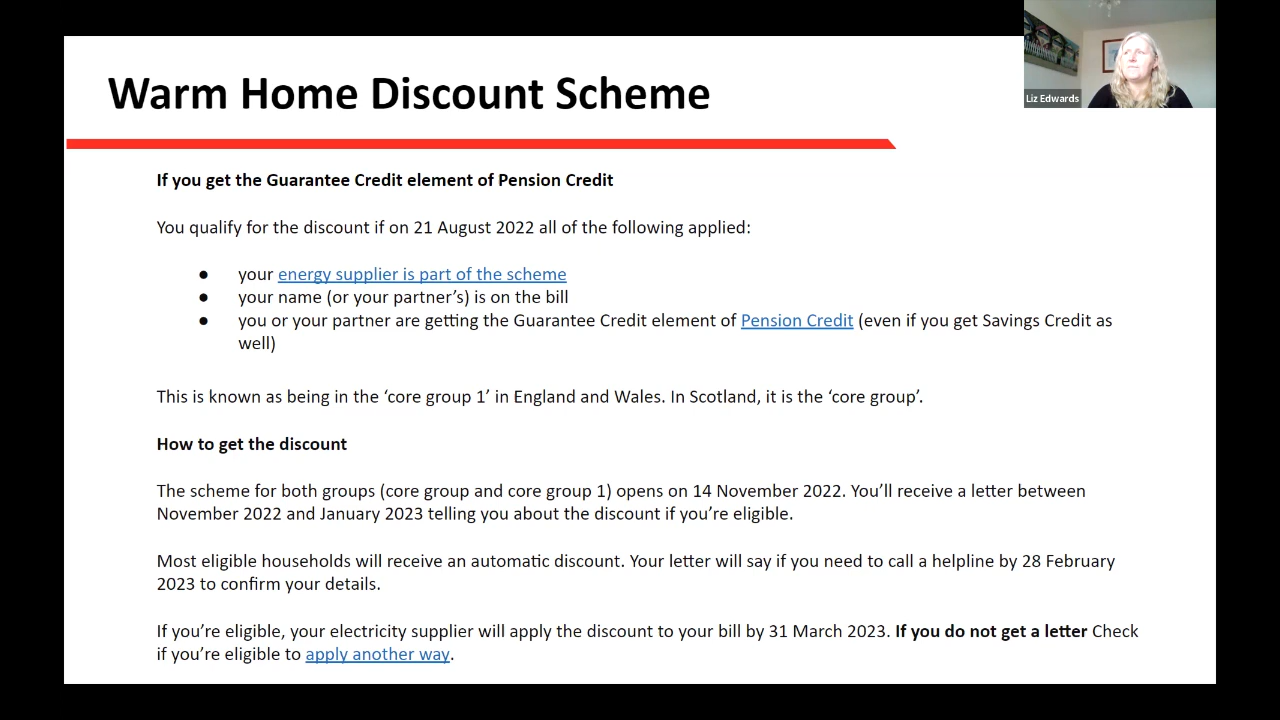 Warm Home Discount Scheme
Liz Edwards
If you get the Guarantee Credit element of Pension Credit
You qualify for the discount if on 21 August 2022 all of the following applied:
● your energy supplier is part of the scheme
● your name (or your partner’s) is on the bill
● you or your partner are getting the Guarantee Credit element of Pension Credit (even if you get Savings Credit as
well)
This is known as being in the ‘core group 1’ in England and Wales. In Scotland, it is the ‘core group’.
How to get the discount
The scheme for both groups (core group and core group 1) opens on 14 November 2022. You’ll receive a letter between
November 2022 and January 2023 telling you about the discount if you’re eligible.
Most eligible households will receive an automatic discount. Your letter will say if you need to call a helpline by 28 February
2023 to confirm your details.
If you’re eligible, your electricity supplier will apply the discount to your bill by 31 March 2023. If you do not get a letter Check
if you’re eligible to apply another way.